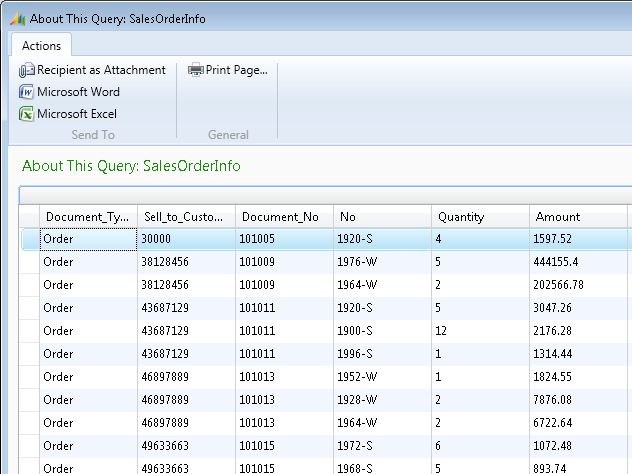 About This Query: SalesOrderInfo
Actions
Recipient as Attachment Print Page...
Microsoft Word
Microsoft Excel
Send To General
About This Query: SalesOrderInfo
Document_Ty... Sell_to_Custo... Document_No No Quantity Amount
Order 30000 101005 1920-S 4 1597.52
Order 38128456 101009 1976-W 5 444155.4
Order 38128456 101009 1964-W 2 202566.78
Order 43687129 101011 1920-S 5 3047.26
Order 43687129 101011 1900-S 12 2176.28
Order 43687129 101011 1996-S 1 1314.44
Order 46897889 101013 1952-W 1 1824.55
Order 46897889 101013 1928-W 2 7876.08
Order 46897889 101013 1964-W 2 6722.64
Order 49633663 101015 1972-S 6 1072.48
Order 49633663 101015 1968-S 5 893.74